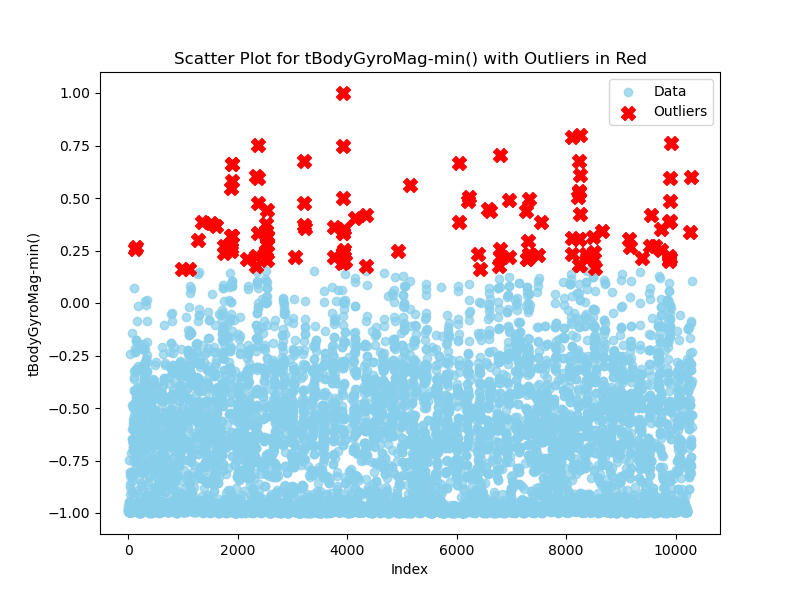 Scatter Plot for tBodyGyroMag-min() with Outliers in Red
Data
Outliers
tBodyGyroMag-min()
1.00
0.75
0.50
0.25
0.00
−0.25
−0.50
−0.75
−1.00
0 2000 4000 6000 8000 10000
Index